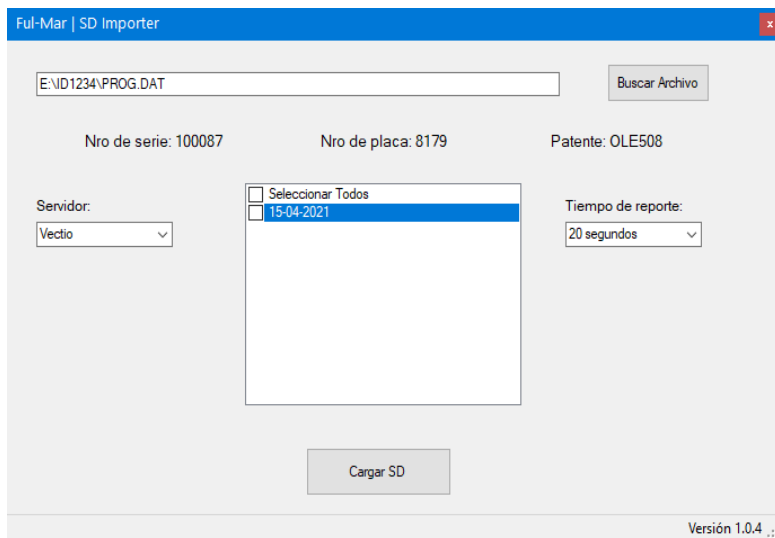 Ful-Mar | SD Importer
x
E:\ID1234\PROG.DAT
Buscar Archivo
Nro de serie: 100087
Nro de placa: 8179
Patente: OLE508
Servidor:
Vectio
Seleccionar Todos
15-04-2021
Tiempo de reporte:
20 segundos
Cargar SD
Versión 1.0.4